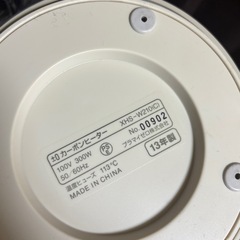 ±0 カーボンヒーター XHS-W210(C)
100V 300W No. 00902
50/60Hz プラマイゼロ株式会社
PS E
13年製
温度ヒューズ 113℃
MADE IN CHINA